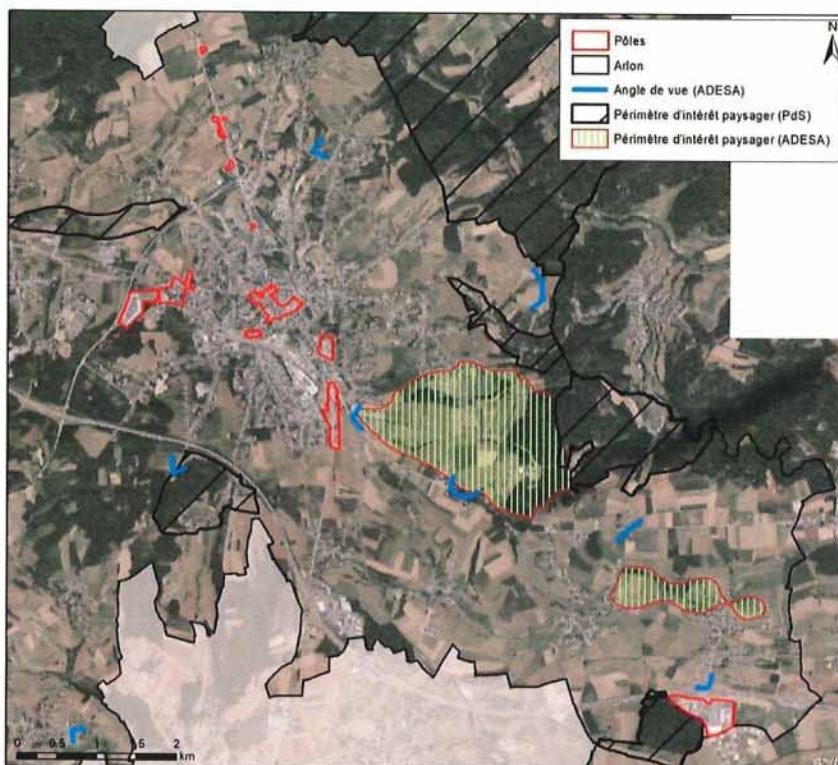 N
Pôles
Arlon
Angle de vue (ADESA)
Périmètre d'intérêt paysager (PdS)
Périmètre d'intérêt paysager (ADESA)
0 0.5 1 .5 2
km